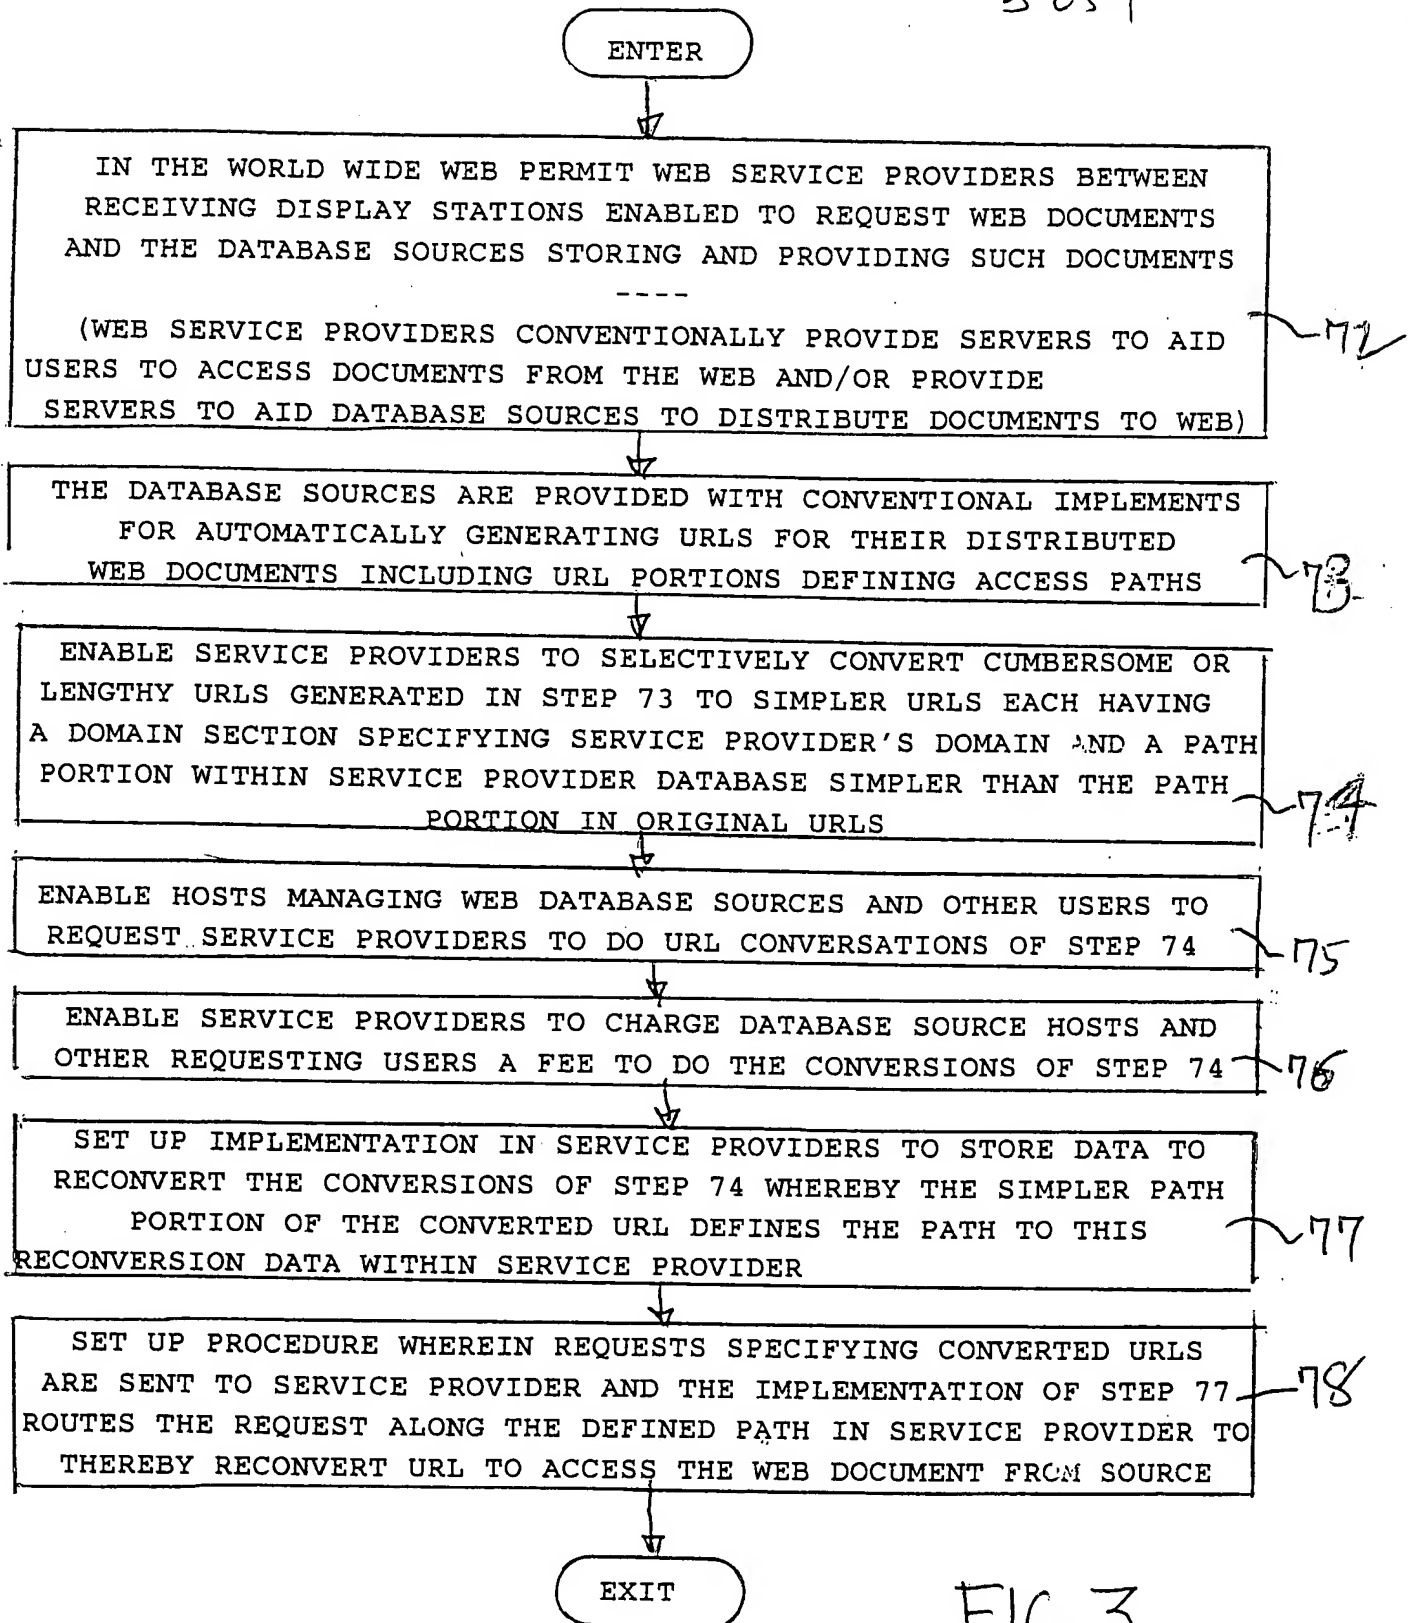 ENTER
IN THE WORLD WIDE WEB PERMIT WEB SERVICE PROVIDERS BETWEEN
RECEIVING DISPLAY STATIONS ENABLED TO REQUEST WEB DOCUMENTS
AND THE DATABASE SOURCES STORING AND PROVIDING SUCH DOCUMENTS
----
(WEB SERVICE PROVIDERS CONVENTIONALLY PROVIDE SERVERS TO AID
USERS TO ACCESS DOCUMENTS FROM THE WEB AND/OR PROVIDE
SERVERS TO AID DATABASE SOURCES TO DISTRIBUTE DOCUMENTS TO WEB)
72
THE DATABASE SOURCES ARE PROVIDED WITH CONVENTIONAL IMPLEMENTS
FOR AUTOMATICALLY GENERATING URLS FOR THEIR DISTRIBUTED
WEB DOCUMENTS INCLUDING URL PORTIONS DEFINING ACCESS PATHS
73
ENABLE SERVICE PROVIDERS TO SELECTIVELY CONVERT CUMBERSOME OR
LENGTHY URLS GENERATED IN STEP 73 TO SIMPLER URLS EACH HAVING
A DOMAIN SECTION SPECIFYING SERVICE PROVIDER'S DOMAIN AND A PATH
PORTION WITHIN SERVICE PROVIDER DATABASE SIMPLER THAN THE PATH
PORTION IN ORIGINAL URLS
74
ENABLE HOSTS MANAGING WEB DATABASE SOURCES AND OTHER USERS TO
REQUEST SERVICE PROVIDERS TO DO URL CONVERSATIONS OF STEP 74
75
ENABLE SERVICE PROVIDERS TO CHARGE DATABASE SOURCE HOSTS AND
OTHER REQUESTING USERS A FEE TO DO THE CONVERSIONS OF STEP 74
76
SET UP IMPLEMENTATION IN SERVICE PROVIDERS TO STORE DATA TO
RECONVERT THE CONVERSIONS OF STEP 74 WHEREBY THE SIMPLER PATH
PORTION OF THE CONVERTED URL DEFINES THE PATH TO THIS
RECONVERSION DATA WITHIN SERVICE PROVIDER
77
SET UP PROCEDURE WHEREIN REQUESTS SPECIFYING CONVERTED URLS
ARE SENT TO SERVICE PROVIDER AND THE IMPLEMENTATION OF STEP 77
ROUTES THE REQUEST ALONG THE DEFINED PATH IN SERVICE PROVIDER TO
THEREBY RECONVERT URL TO ACCESS THE WEB DOCUMENT FROM SOURCE
78
EXIT
FIG. 3